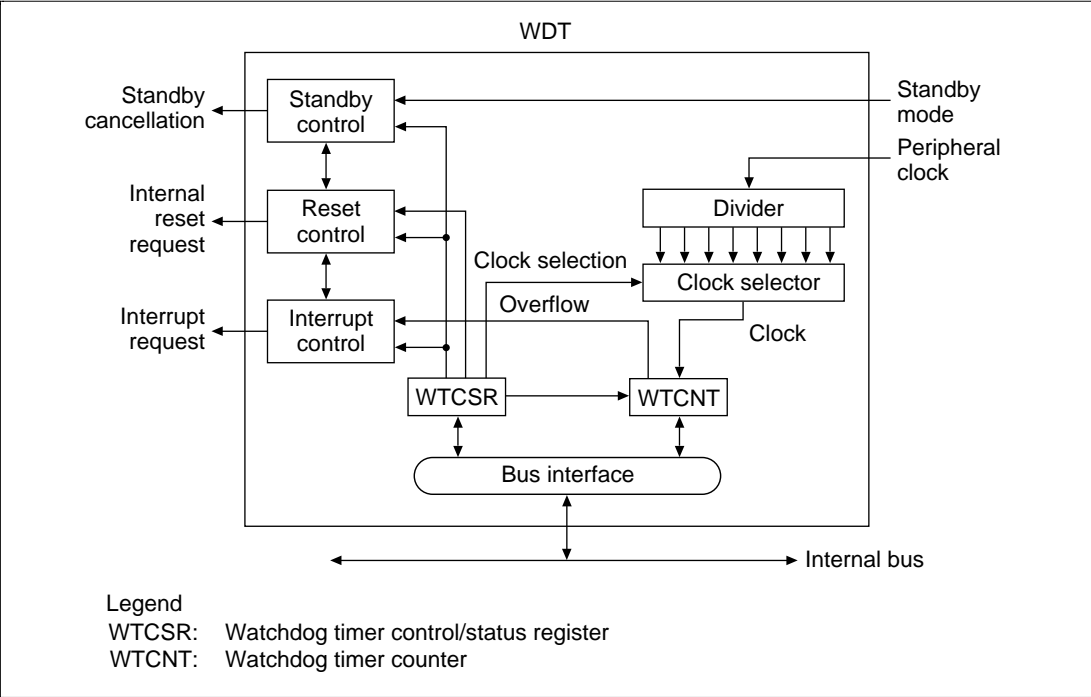 WDT
Standby
cancellation
Standby
control
Standby
mode
Peripheral
clock
Internal
reset
request
Reset
control
Divider
Clock selection
Clock selector
Overflow
Clock
Interrupt
request
Interrupt
control
WTCSR
WTCNT
Bus interface
Internal bus
Legend
WTCSR: Watchdog timer control/status register
WTCNT: Watchdog timer counter